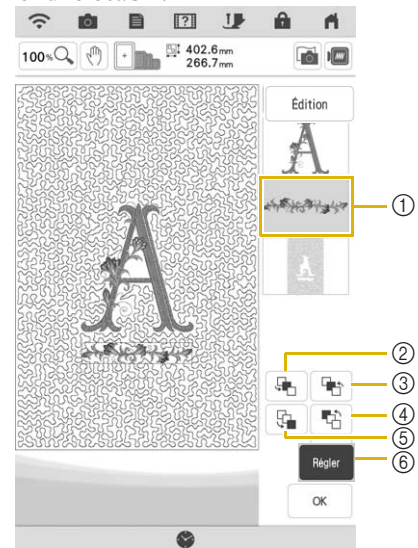 100%
402.6mm
266.7mm
Édition
①
②
③
④
⑤
Régler
⑥
OK